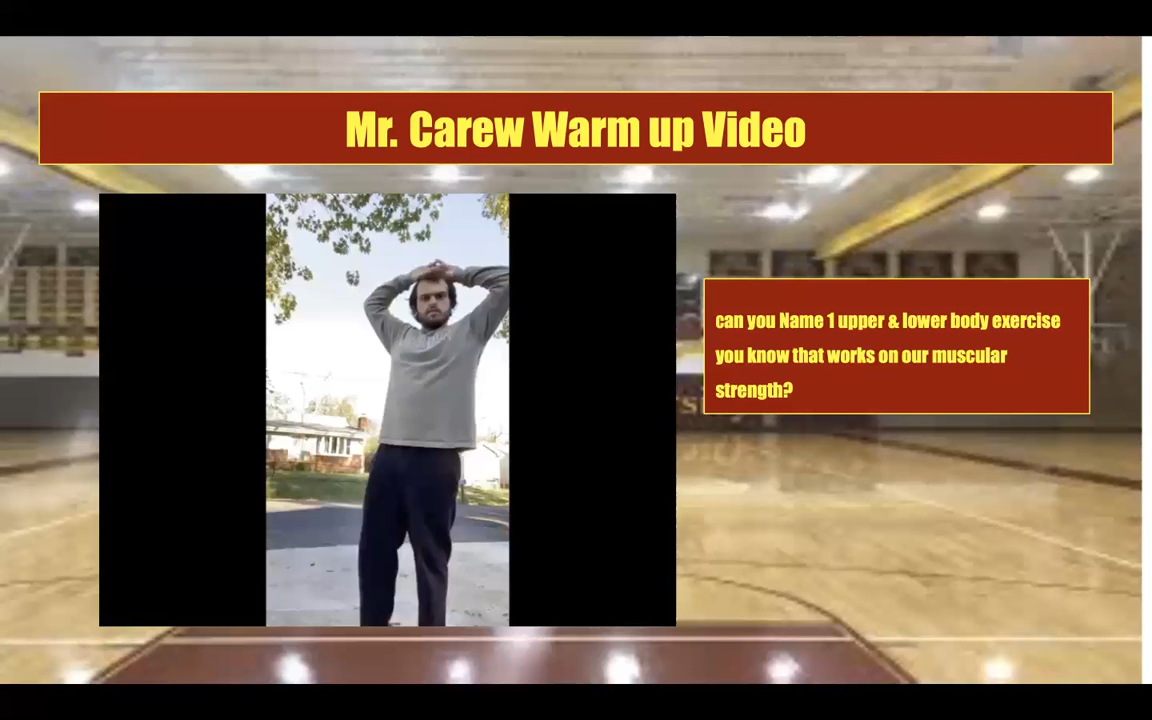 Mr. Carew Warm up Video
can you Name 1 upper & lower body exercise
you know that works on our muscular
strength?